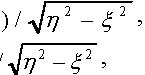 ) / √η² − ξ² ,
/ √η² − ξ² ,